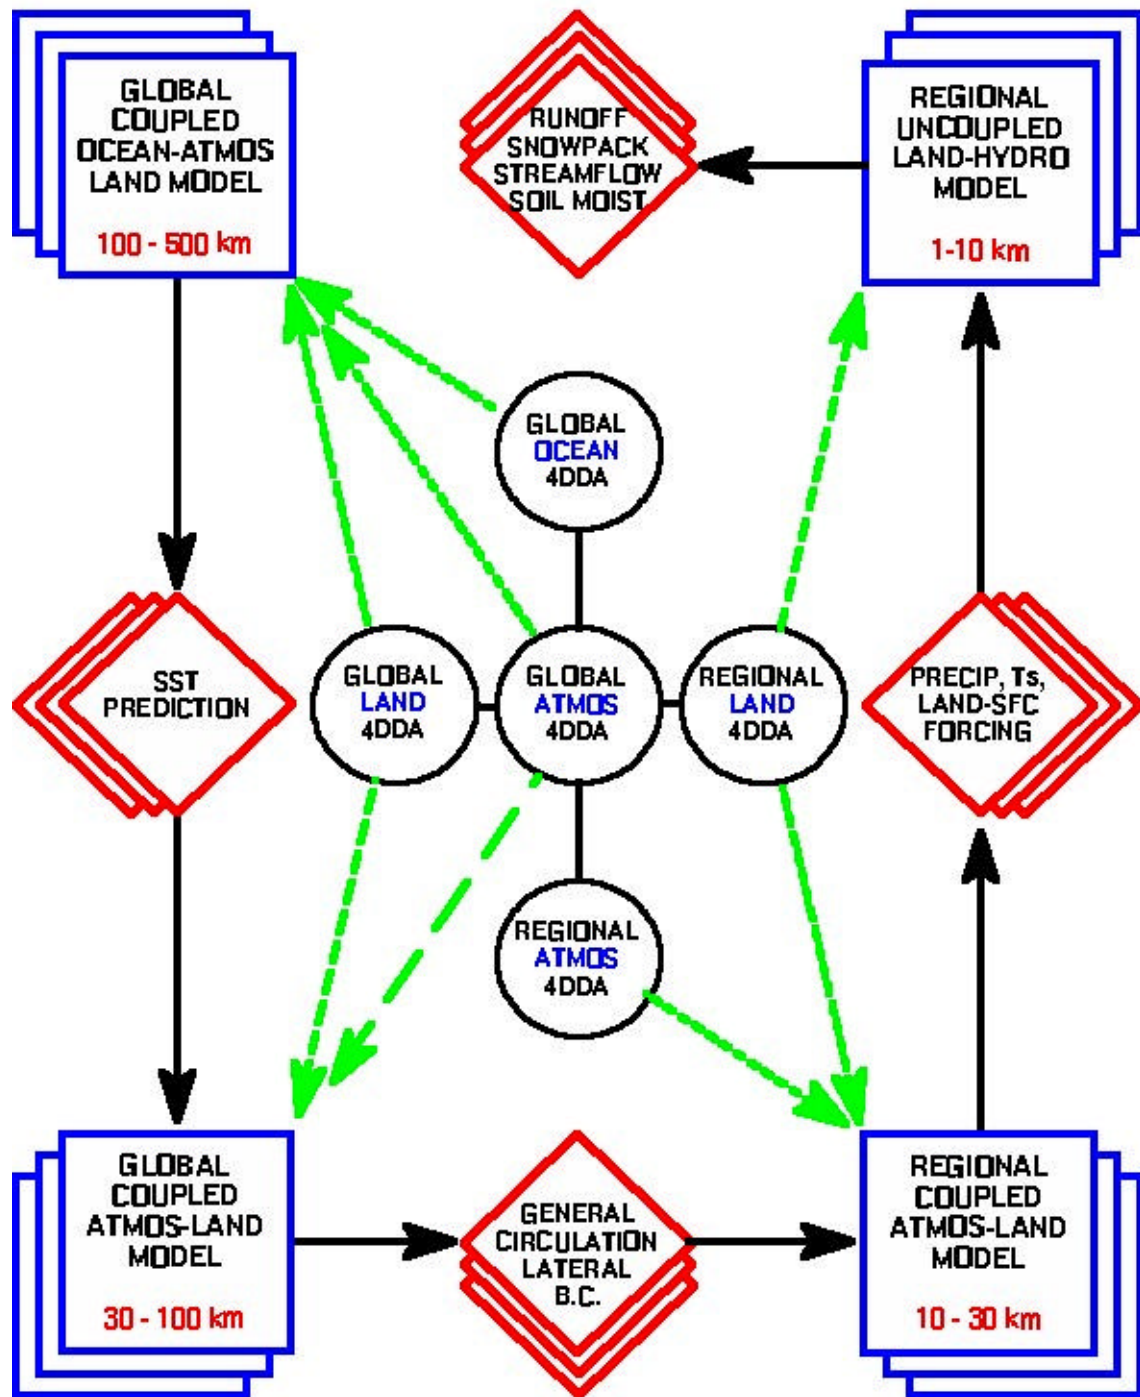 GLOBAL
COUPLED
OCEAN-ATMOS
LAND MODEL
100 - 500 km
RUNOFF
SNOWPACK
STREAMFLOW
SOIL MOIST.
REGIONAL
UNCOUPLED
LAND-HYDRO
MODEL
1-10 km
GLOBAL
OCEAN
4DDA
SST
PREDICTION
GLOBAL
LAND
4DDA
GLOBAL
ATMOS
4DDA
REGIONAL
LAND
4DDA
PRECIP, Ts,
LAND-SFC
FORCING
REGIONAL
ATMOS
4DDA
GLOBAL
COUPLED
ATMOS-LAND
MODEL
30 - 100 km
GENERAL
CIRCULATION
LATERAL
B.C.
REGIONAL
COUPLED
ATMOS-LAND
MODEL
10 - 30 km